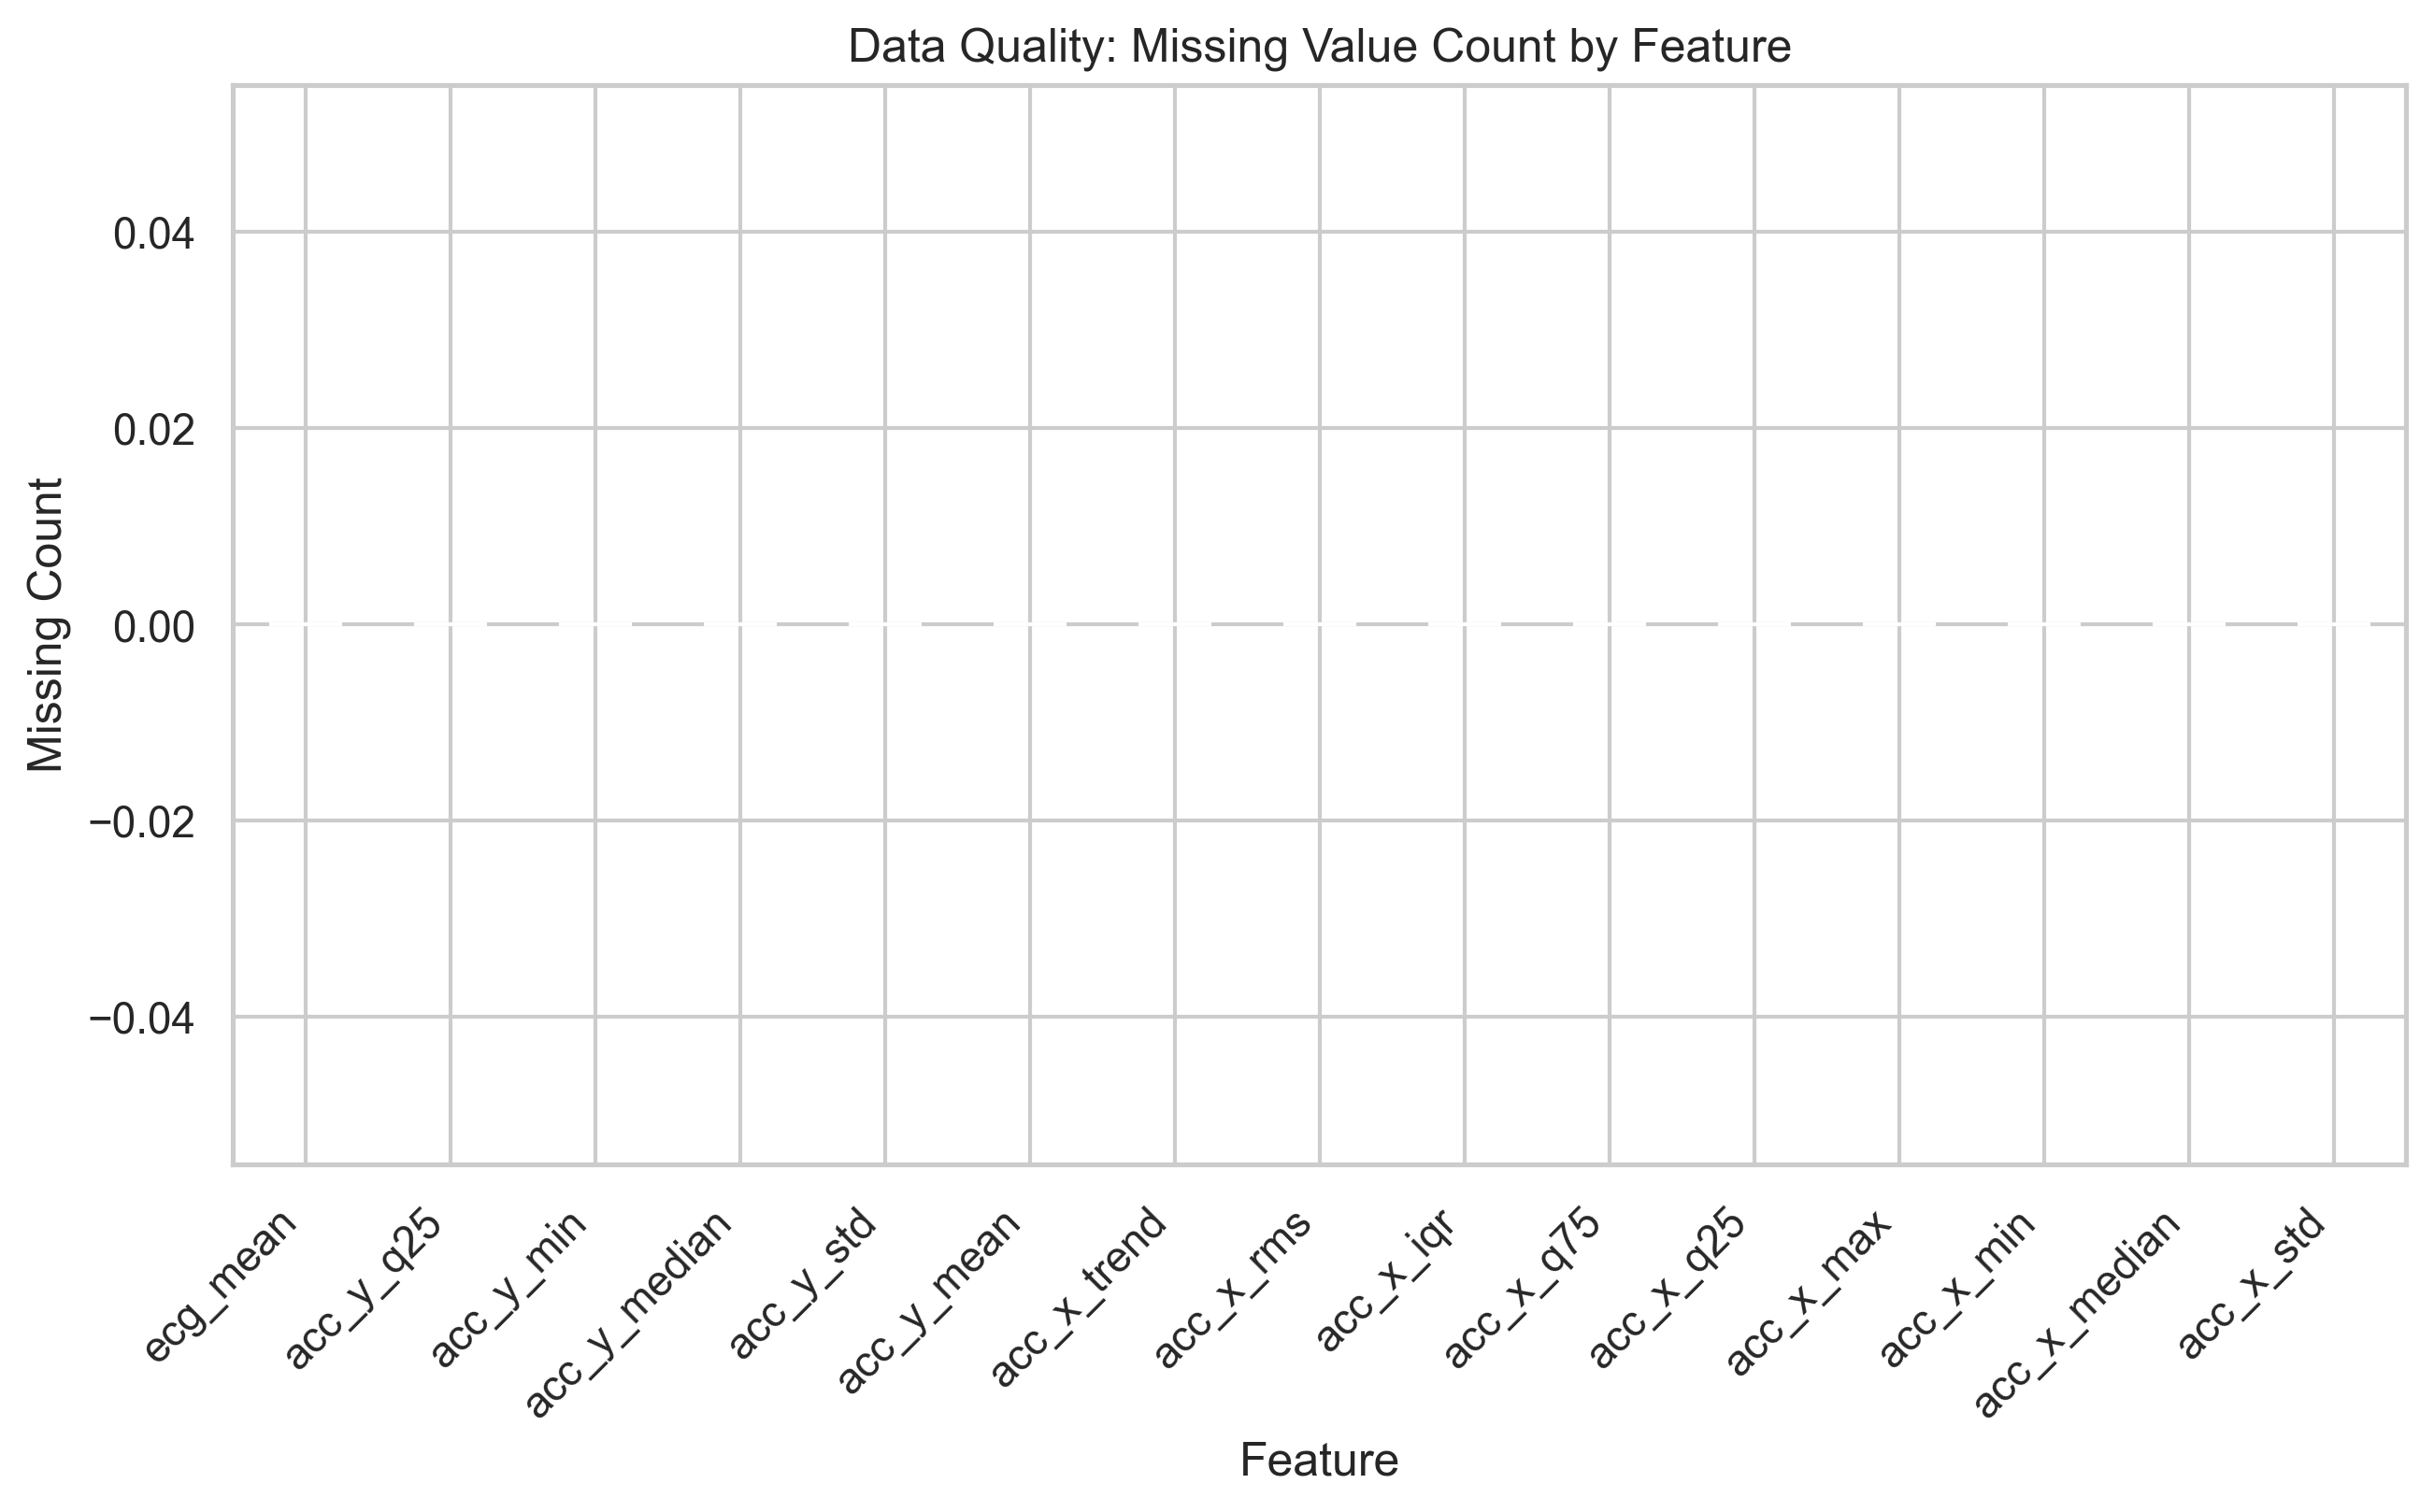 Data Quality: Missing Value Count by Feature
Missing Count
0.04
0.02
0.00
−0.02
−0.04
ecg_mean
acc_y_q25
acc_y_min
acc_y_median
acc_y_std
acc_y_mean
acc_x_trend
acc_x_rms
acc_x_iqr
acc_x_q75
acc_x_q25
acc_x_max
acc_x_min
acc_x_median
acc_x_std
Feature